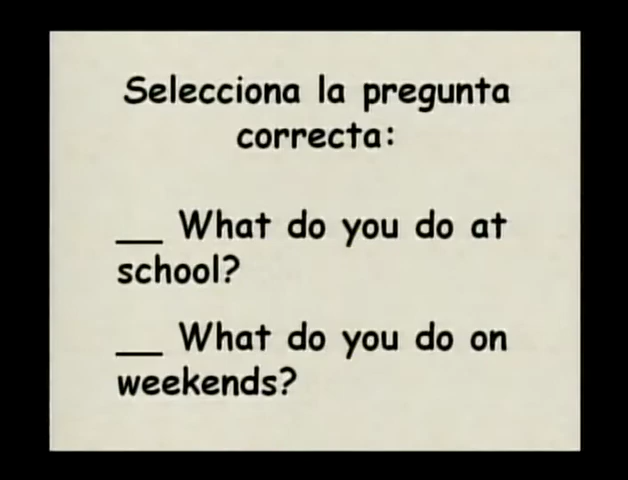 Selecciona la pregunta
correcta:
__ What do you do at
school?
__ What do you do on
weekends?